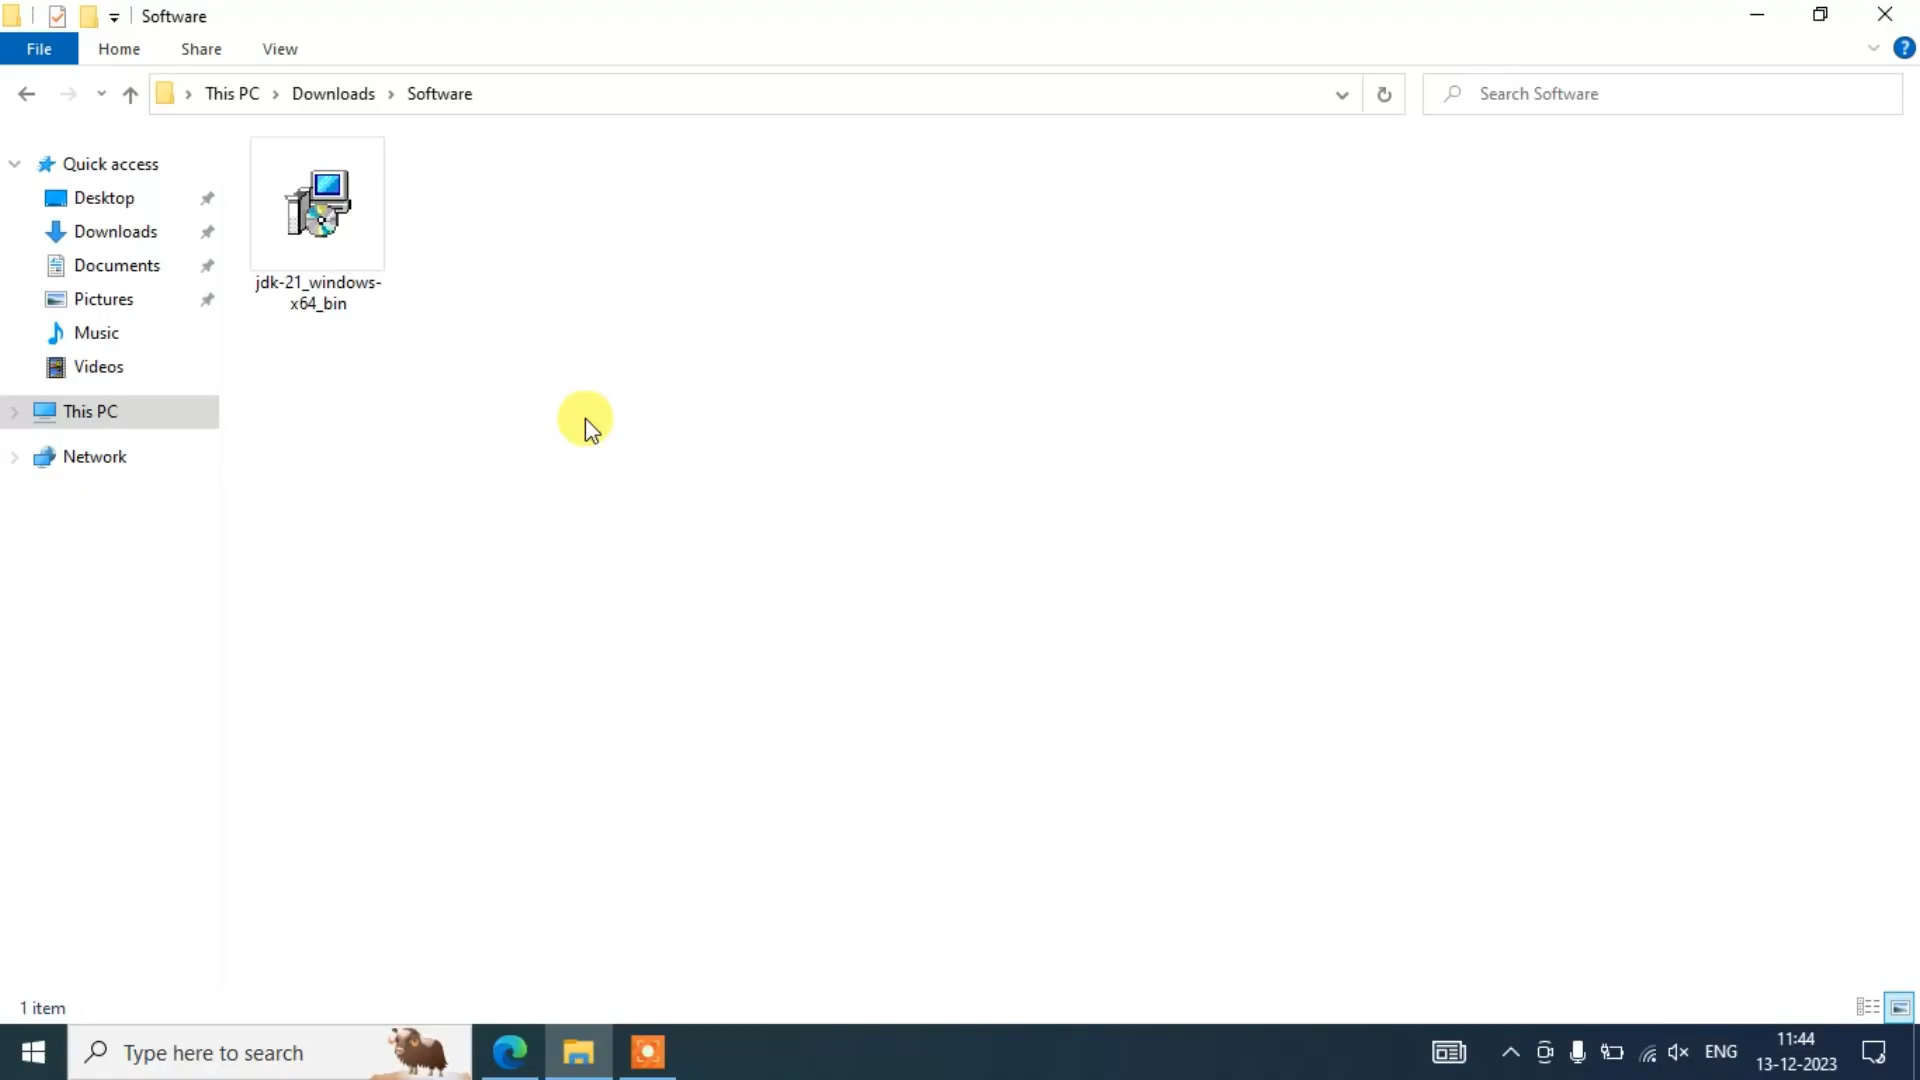 Software
File Home Share View
This PC Downloads Software
Search Software
Quick access
Desktop
Downloads
Documents
Pictures
Music
Videos
This PC
Network
jdk-21_windows-
x64_bin
1 item
Type here to search
ENG
11:44
13-12-2023